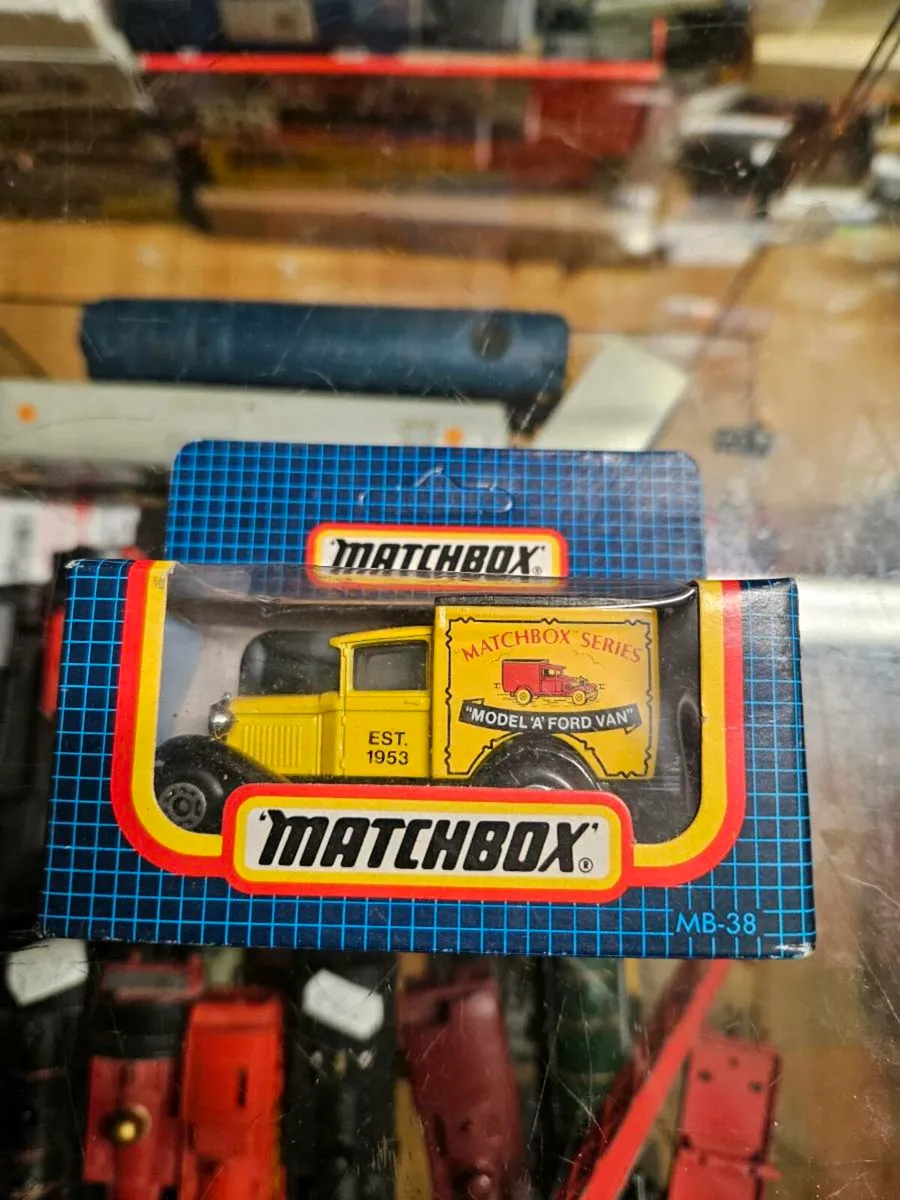 'MATCHBOX'®
"MATCHBOX" SERIES
"MODEL 'A' FORD VAN"
EST.
1953
'MATCHBOX'®
MB-38